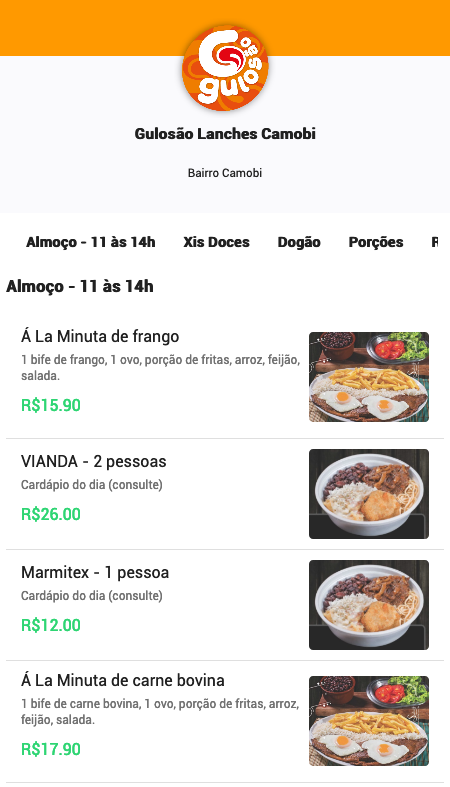 O REI DO
gulosão
Gulosão Lanches Camobi
Bairro Camobi
Almoço - 11 às 14h Xis Doces Dogão Porções
Almoço - 11 às 14h
Á La Minuta de frango
1 bife de frango, 1 ovo, porção de fritas, arroz, feijão,
salada.
R$15.90
VIANDA - 2 pessoas
Cardápio do dia (consulte)
R$26.00
Marmitex - 1 pessoa
Cardápio do dia (consulte)
R$12.00
Á La Minuta de carne bovina
1 bife de carne bovina, 1 ovo, porção de fritas, arroz,
feijão, salada.
R$17.90